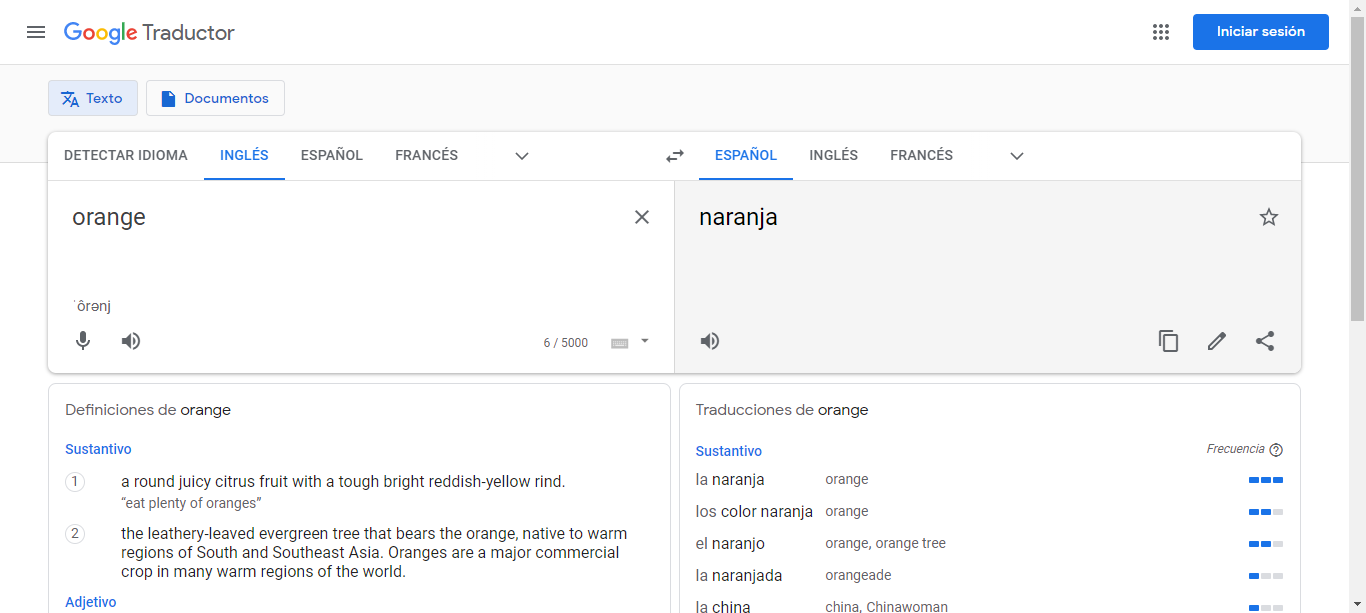 Google Traductor
Iniciar sesión
Texto
Documentos
DETECTAR IDIOMA INGLÉS ESPAÑOL FRANCÉS
ESPAÑOL INGLÉS FRANCÉS
orange
naranja
ˈôrənj
6 / 5000
Definiciones de orange
Sustantivo
1 a round juicy citrus fruit with a tough bright reddish-yellow rind.
“eat plenty of oranges”
2 the leathery-leaved evergreen tree that bears the orange, native to warm
regions of South and Southeast Asia. Oranges are a major commercial
crop in many warm regions of the world.
Adjetivo
Traducciones de orange
Sustantivo Frecuencia
la naranja orange
los color naranja orange
el naranjo orange, orange tree
la naranjada orangeade
la china china, Chinawoman